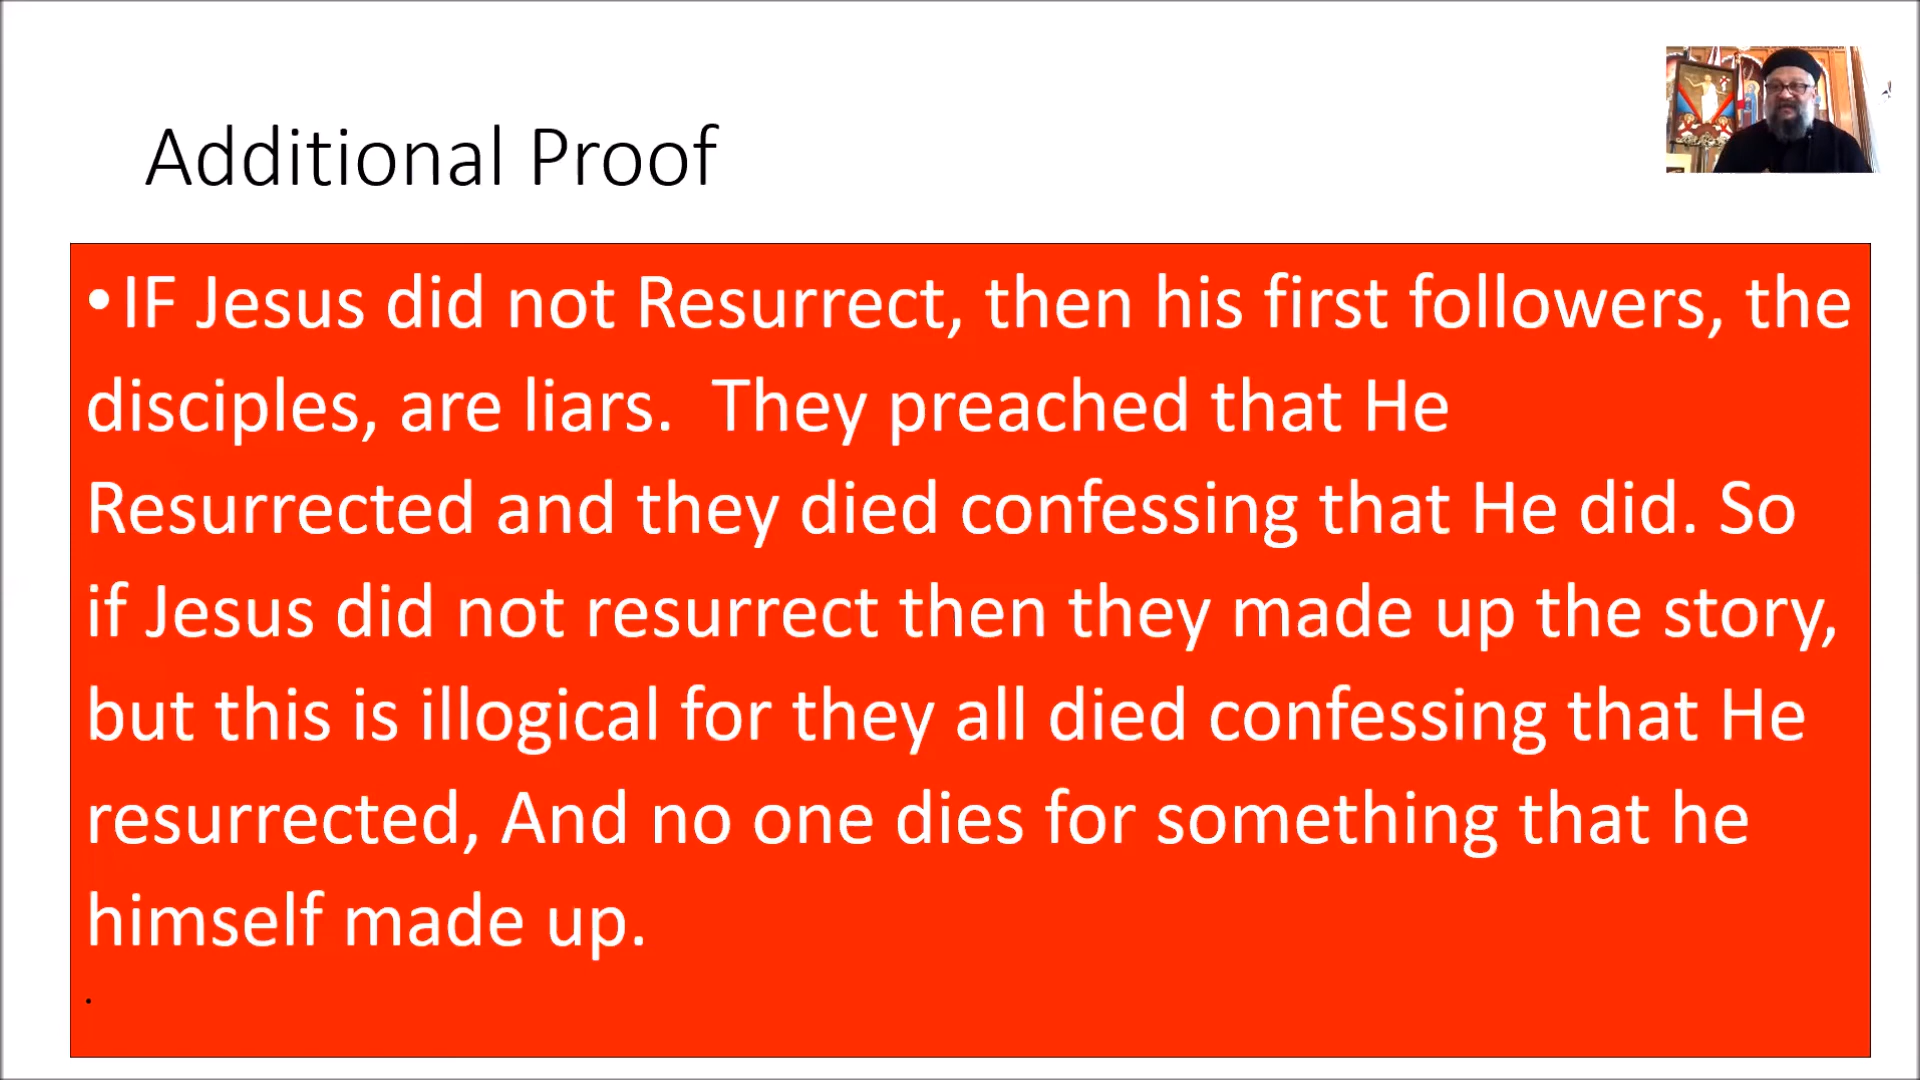 Additional Proof
•IF Jesus did not Resurrect, then his first followers, the
disciples, are liars.  They preached that He
Resurrected and they died confessing that He did. So
if Jesus did not resurrect then they made up the story,
but this is illogical for they all died confessing that He
resurrected, And no one dies for something that he
himself made up.